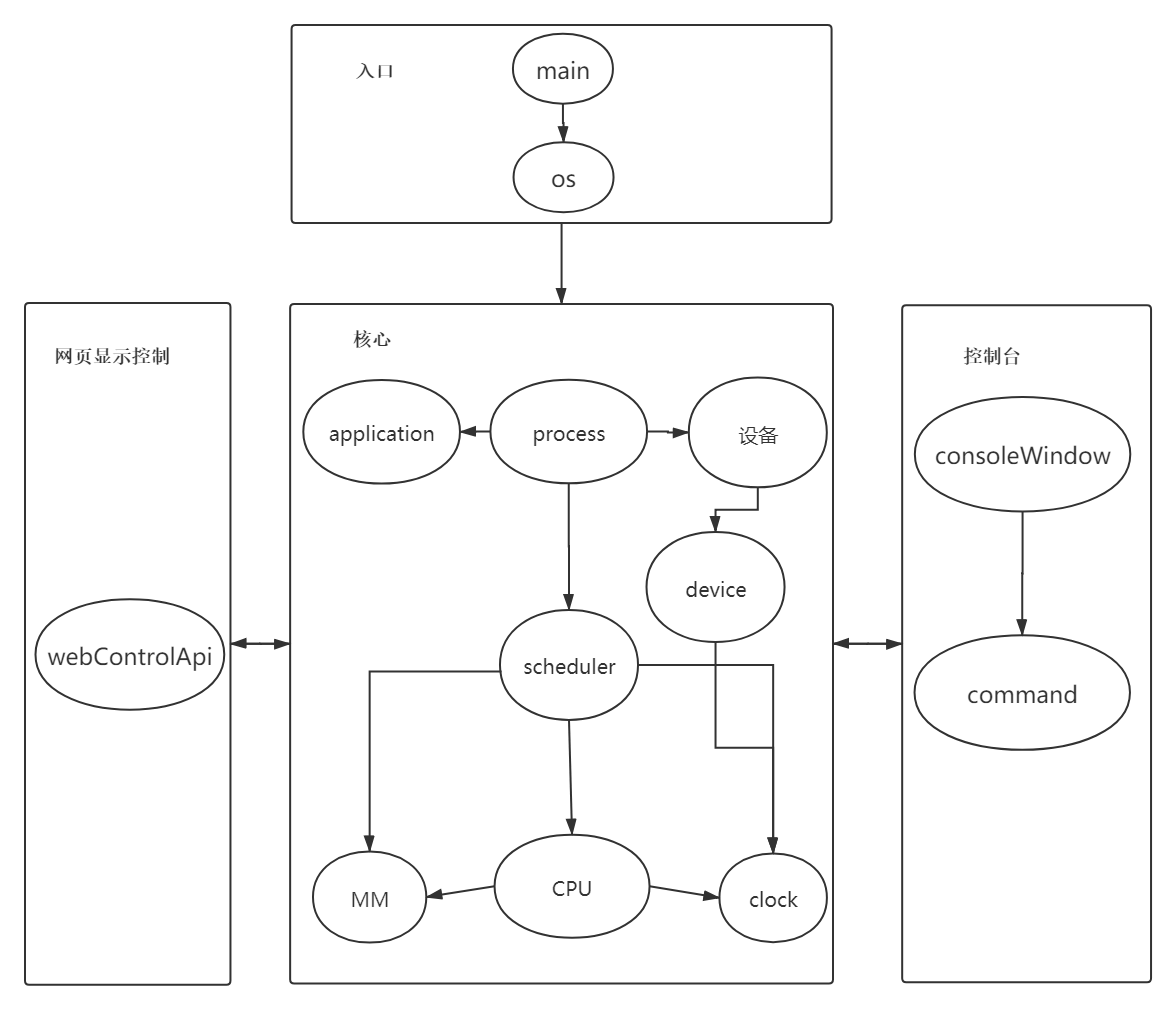 入口
main
os
网页显示控制
webControlApi
核心
application
process
设备
device
scheduler
MM
CPU
clock
控制台
consoleWindow
command